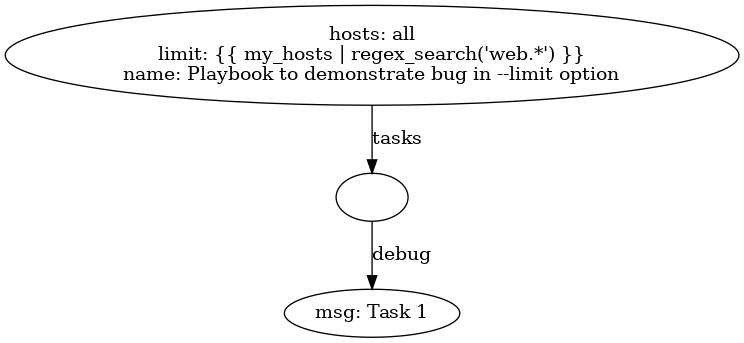 hosts: all
limit: {{ my_hosts | regex_search('web.*') }}
name: Playbook to demonstrate bug in --limit option
tasks
debug
msg: Task 1